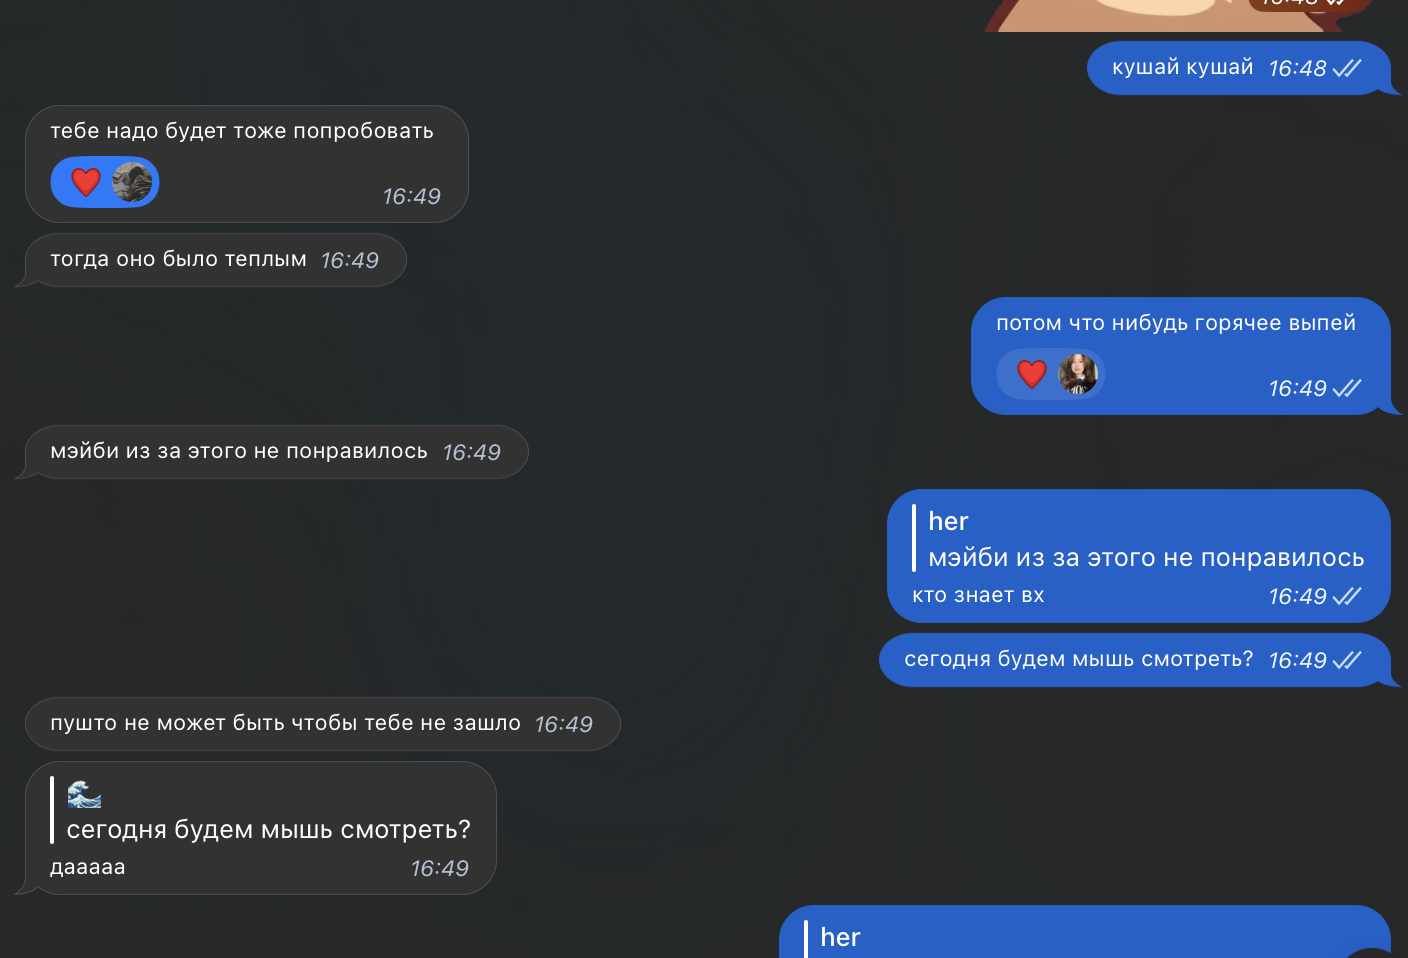 16:48
кушай кушай 16:48
тебе надо будет тоже попробовать
16:49
тогда оно было теплым 16:49
потом что нибудь горячее выпей
16:49
мэйби из за этого не понравилось 16:49
her
мэйби из за этого не понравилось
кто знает вх 16:49
сегодня будем мышь смотреть? 16:49
пушто не может быть чтобы тебе не зашло 16:49
сегодня будем мышь смотреть?
дааааа 16:49
her